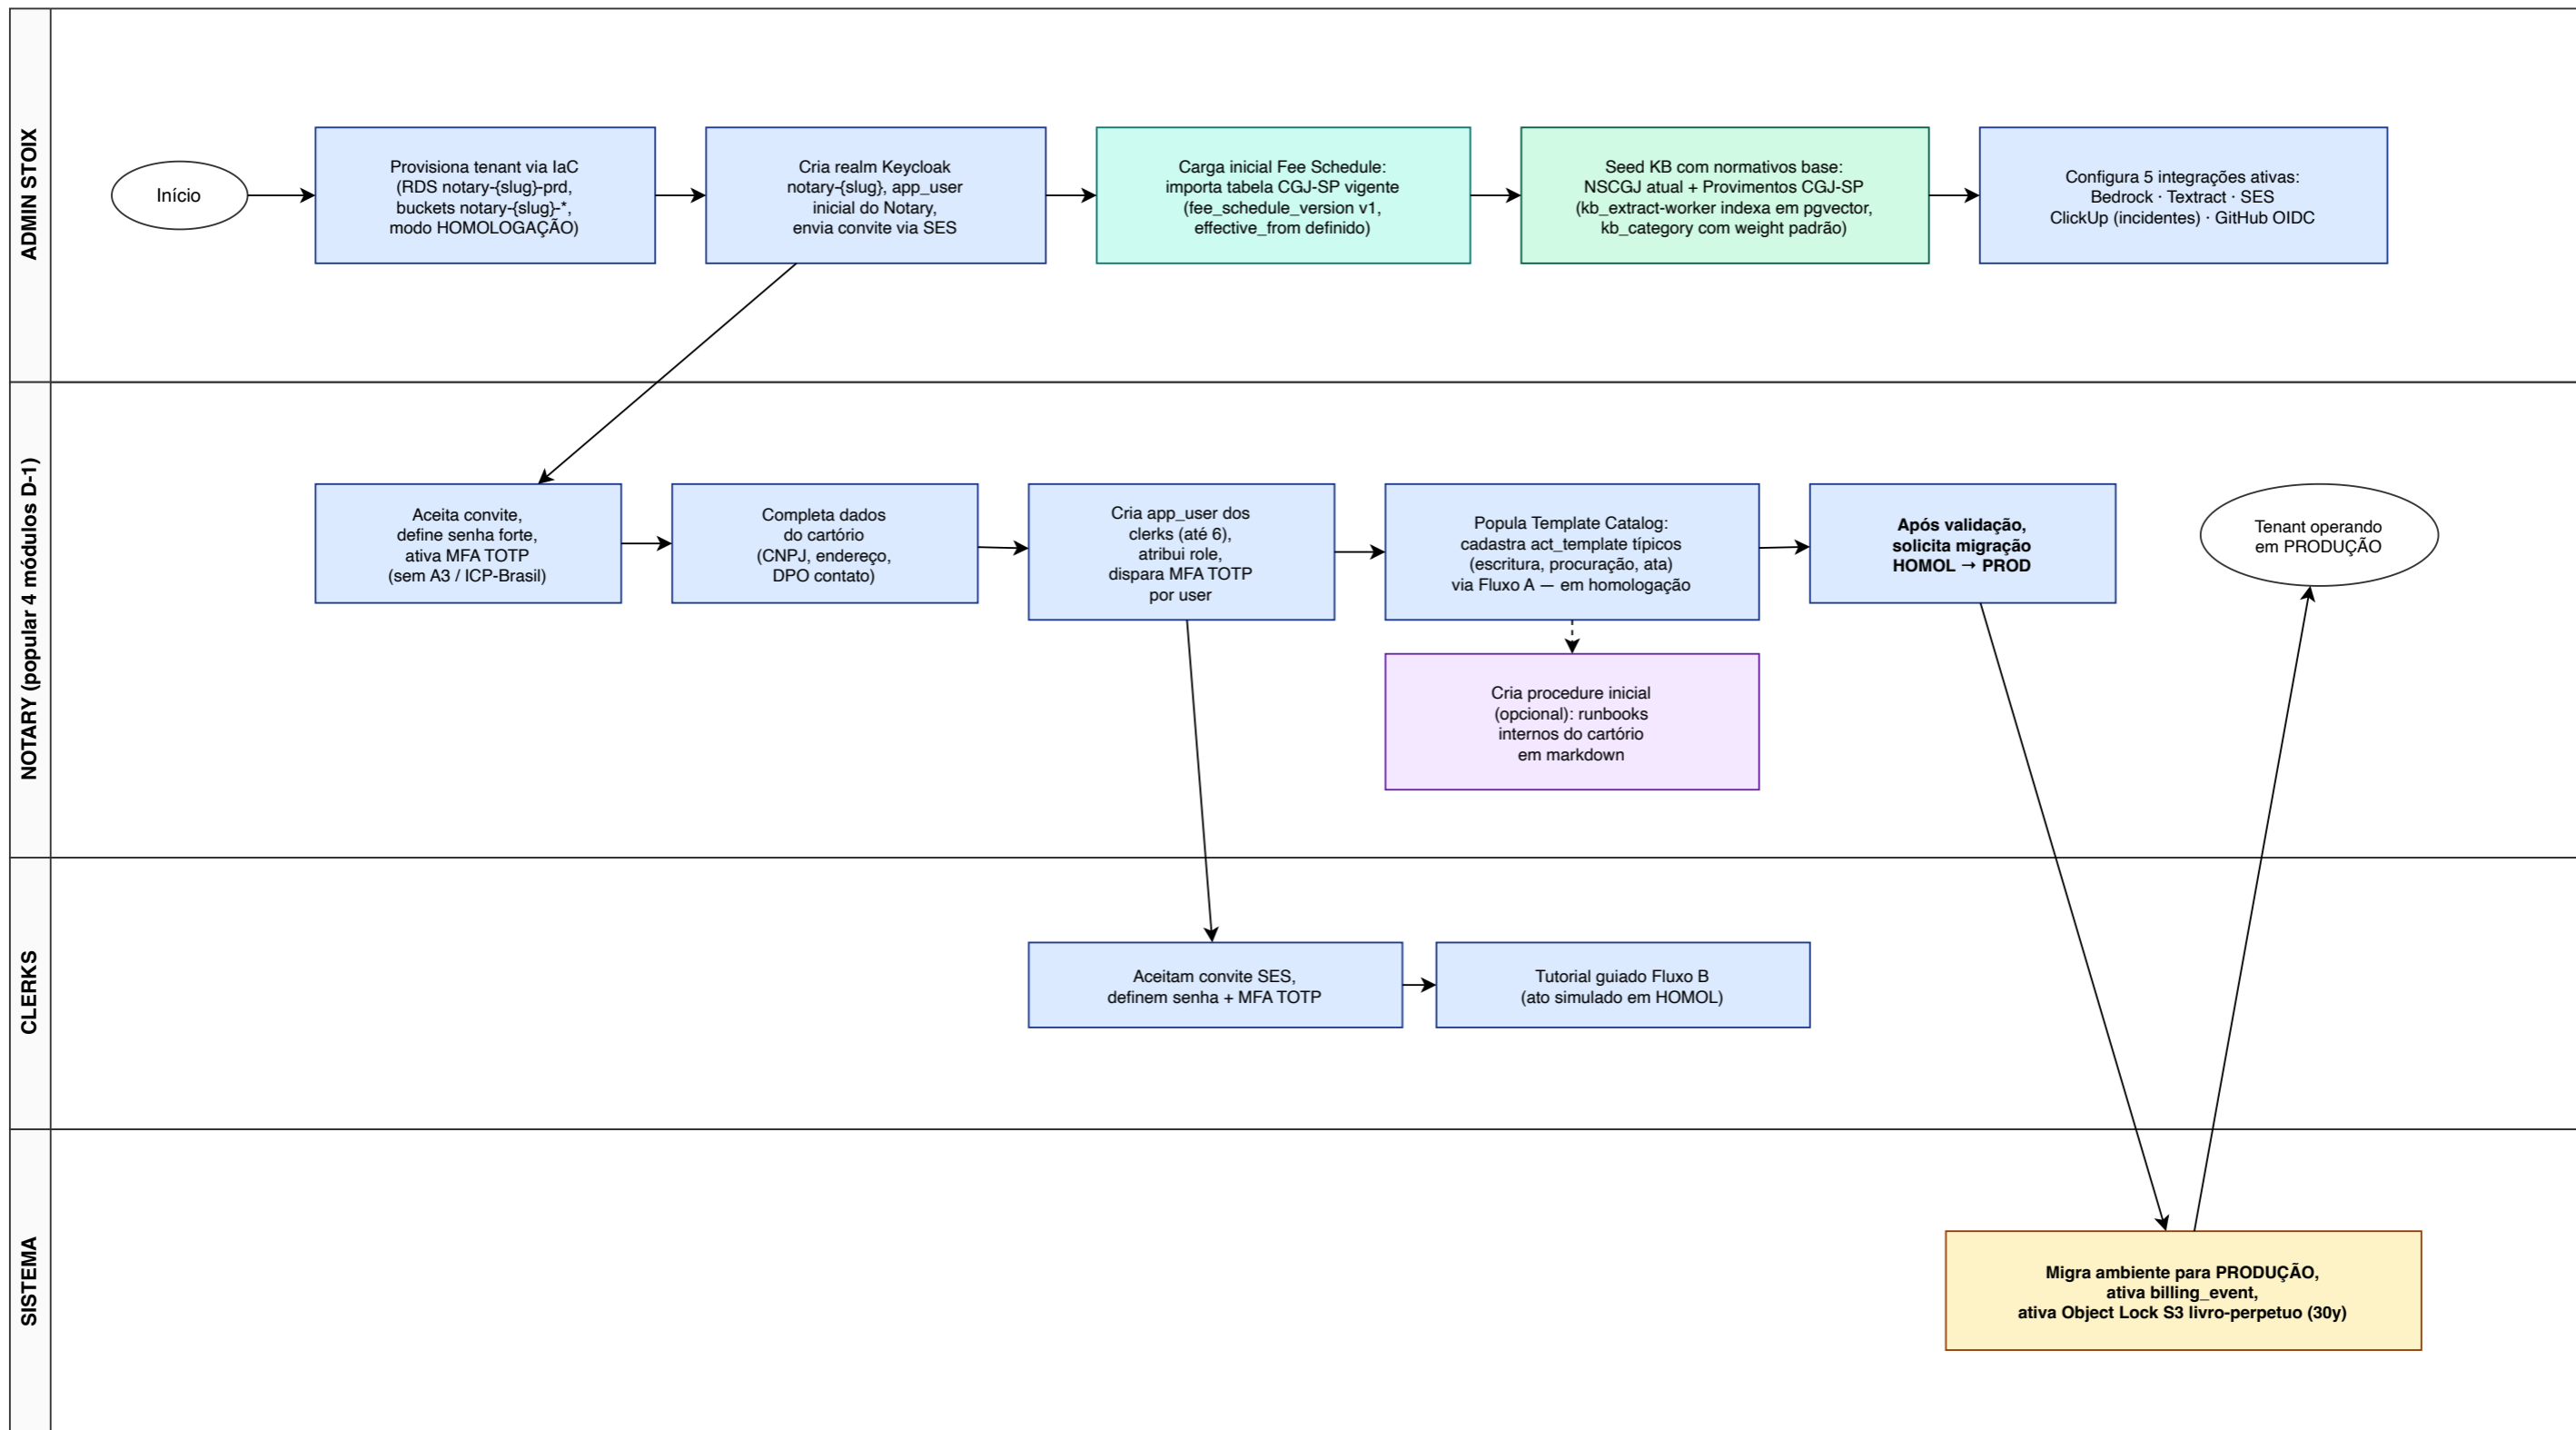 ADMIN STOIX
Início
Provisiona tenant via IaC
(RDS notary-{slug}-prd,
buckets notary-{slug}-*,
modo HOMOLOGAÇÃO)
Cria realm Keycloak
notary-{slug}, app_user
inicial do Notary,
envia convite via SES
Carga inicial Fee Schedule:
importa tabela CGJ-SP vigente
(fee_schedule_version v1,
effective_from definido)
Seed KB com normativos base:
NSCGJ atual + Provimentos CGJ-SP
(kb_extract-worker indexa em pgvector,
kb_category com weight padrão)
Configura 5 integrações ativas:
Bedrock · Textract · SES
ClickUp (incidentes) · GitHub OIDC
NOTARY (popular 4 módulos D-1)
Aceita convite,
define senha forte,
ativa MFA TOTP
(sem A3 / ICP-Brasil)
Completa dados
do cartório
(CNPJ, endereço,
DPO contato)
Cria app_user dos
clerks (até 6),
atribui role,
dispara MFA TOTP
por user
Popula Template Catalog:
cadastra act_template típicos
(escritura, procuração, ata)
via Fluxo A — em homologação
Após validação,
solicita migração
HOMOL → PROD
Tenant operando
em PRODUÇÃO
Cria procedure inicial
(opcional): runbooks
internos do cartório
em markdown
CLERKS
Aceitam convite SES,
definem senha + MFA TOTP
Tutorial guiado Fluxo B
(ato simulado em HOMOL)
SISTEMA
Migra ambiente para PRODUÇÃO,
ativa billing_event,
ativa Object Lock S3 livro-perpetuo (30y)